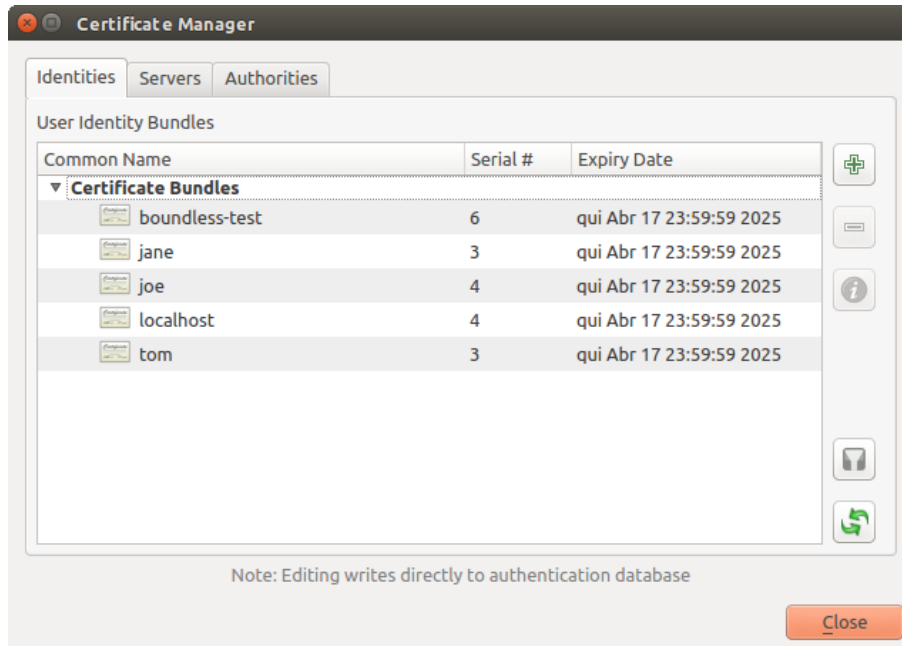 Certificate Manager
Identities Servers Authorities
User Identity Bundles
Common Name Serial # Expiry Date
Certificate Bundles
boundless-test 6 qui Abr 17 23:59:59 2025
jane 3 qui Abr 17 23:59:59 2025
joe 4 qui Abr 17 23:59:59 2025
localhost 4 qui Abr 17 23:59:59 2025
tom 3 qui Abr 17 23:59:59 2025
Note: Editing writes directly to authentication database
Close